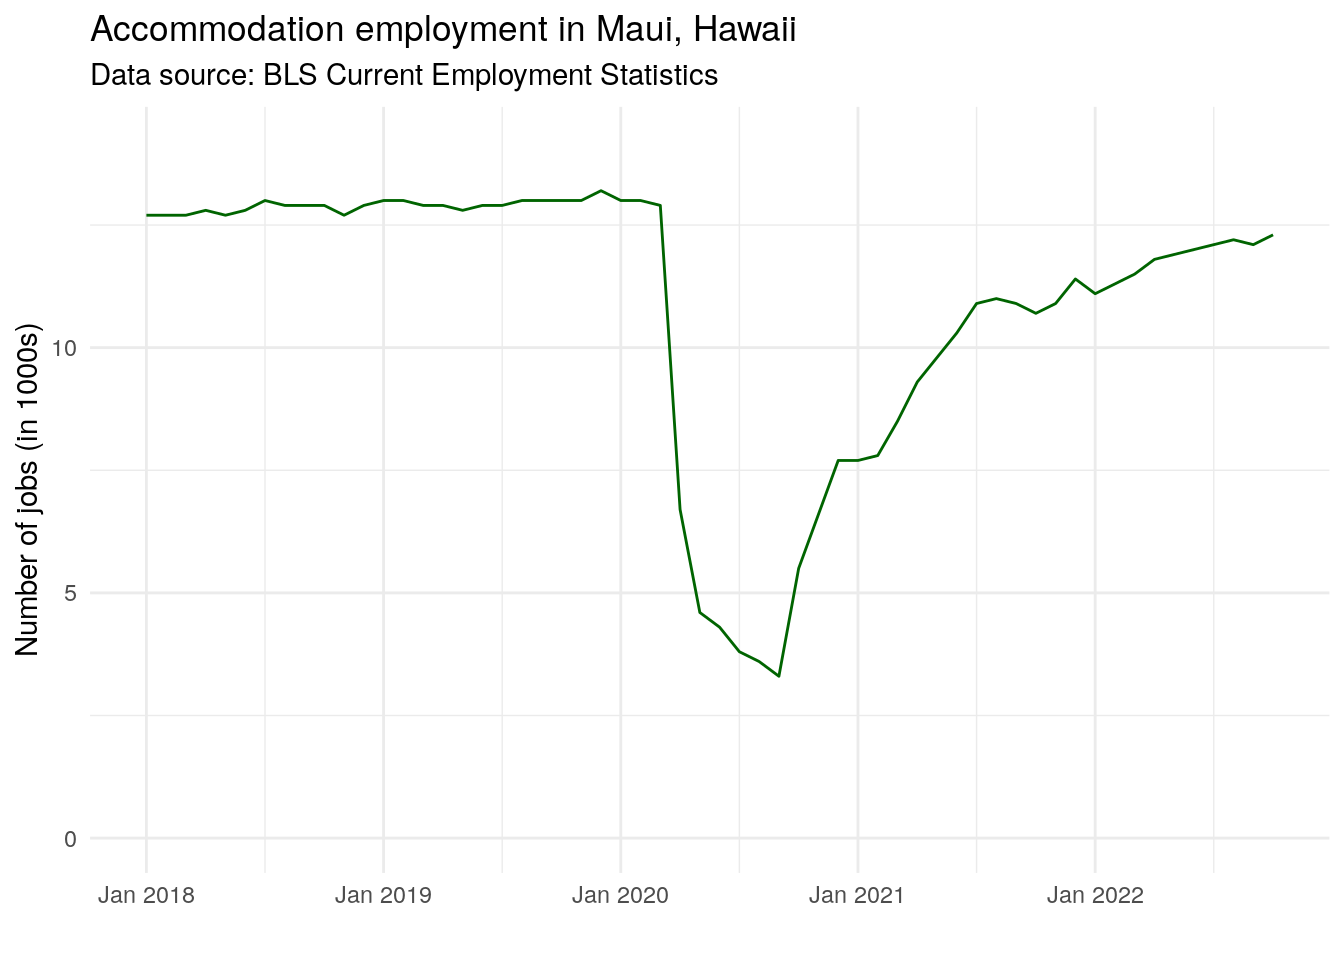 Accommodation employment in Maui, Hawaii
Data source: BLS Current Employment Statistics
Number of jobs (in 1000s)
10
5
0
Jan 2018
Jan 2019
Jan 2020
Jan 2021
Jan 2022